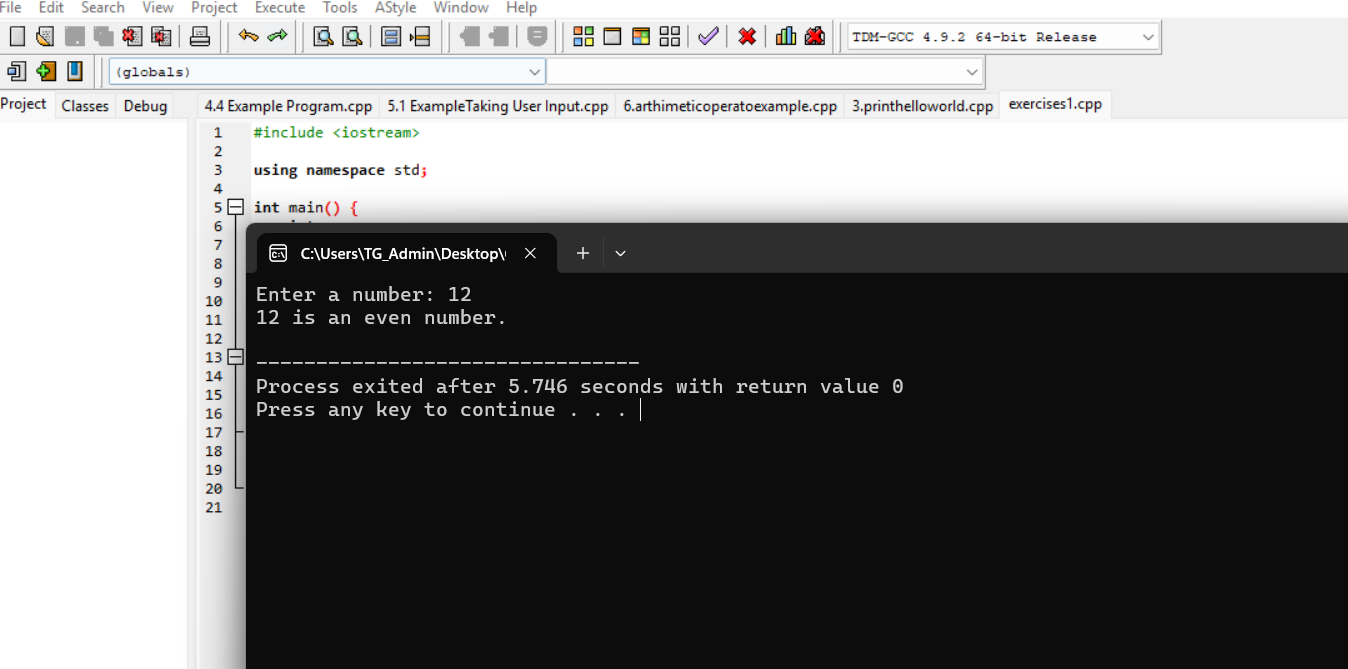 File Edit Search View Project Execute Tools AStyle Window Help
TDM-GCC 4.9.2 64-bit Release
(globals)
Project Classes Debug 4.4 Example Program.cpp 5.1 ExampleTaking User Input.cpp 6.arthimeticoperatoexample.cpp 3.printhelloworld.cpp exercises1.cpp
1 #include <iostream>
2
3 using namespace std;
4
5 int main() {
6
7
8
9
10
11
12
13
14
15
16
17
18
19
20
21
C:\Users\TG_Admin\Desktop\
Enter a number: 12
12 is an even number.
--------------------------------
Process exited after 5.746 seconds with return value 0
Press any key to continue . . .